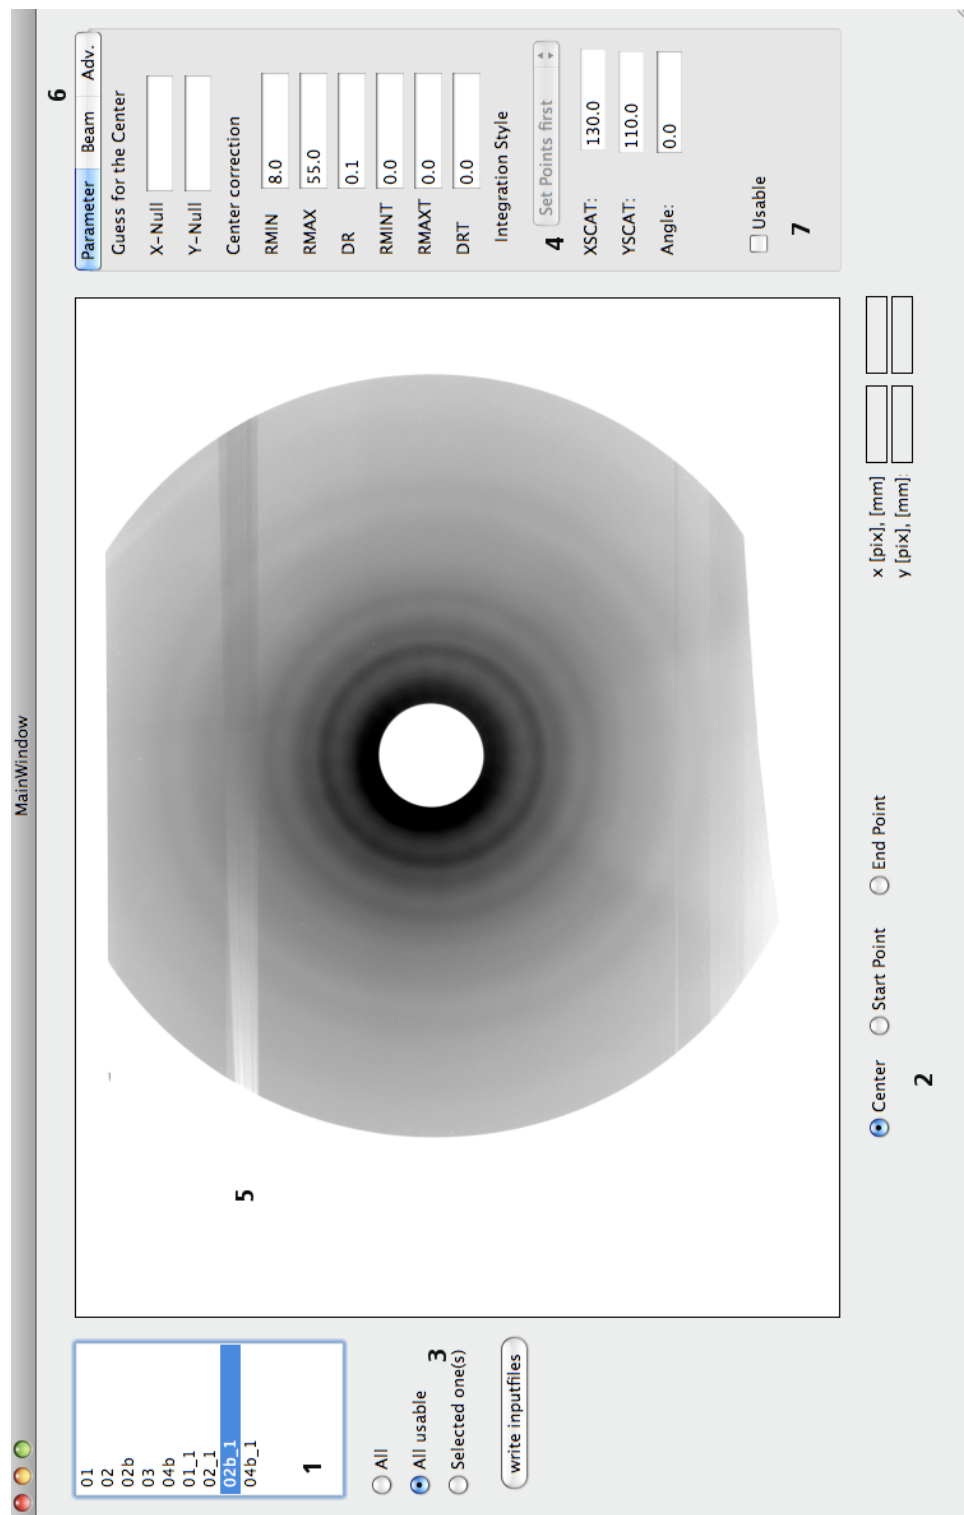 MainWindow
01
02
02b
03
04b
01_1
02_1
02b_1
04b_1
1
All
All usable
Selected one(s)
3
write inputfiles
5
Center
Start Point
End Point
2
x [pix], [mm]
y [pix], [mm]:
6
Parameter Beam Adv.
Guess for the Center
X-Null
Y-Null
Center correction
RMIN 8.0
RMAX 55.0
DR 0.1
RMINT 0.0
RMAXT 0.0
DRT 0.0
Integration Style
4 Set Points first
XSCAT: 130.0
YSCAT: 110.0
Angle: 0.0
Usable
7